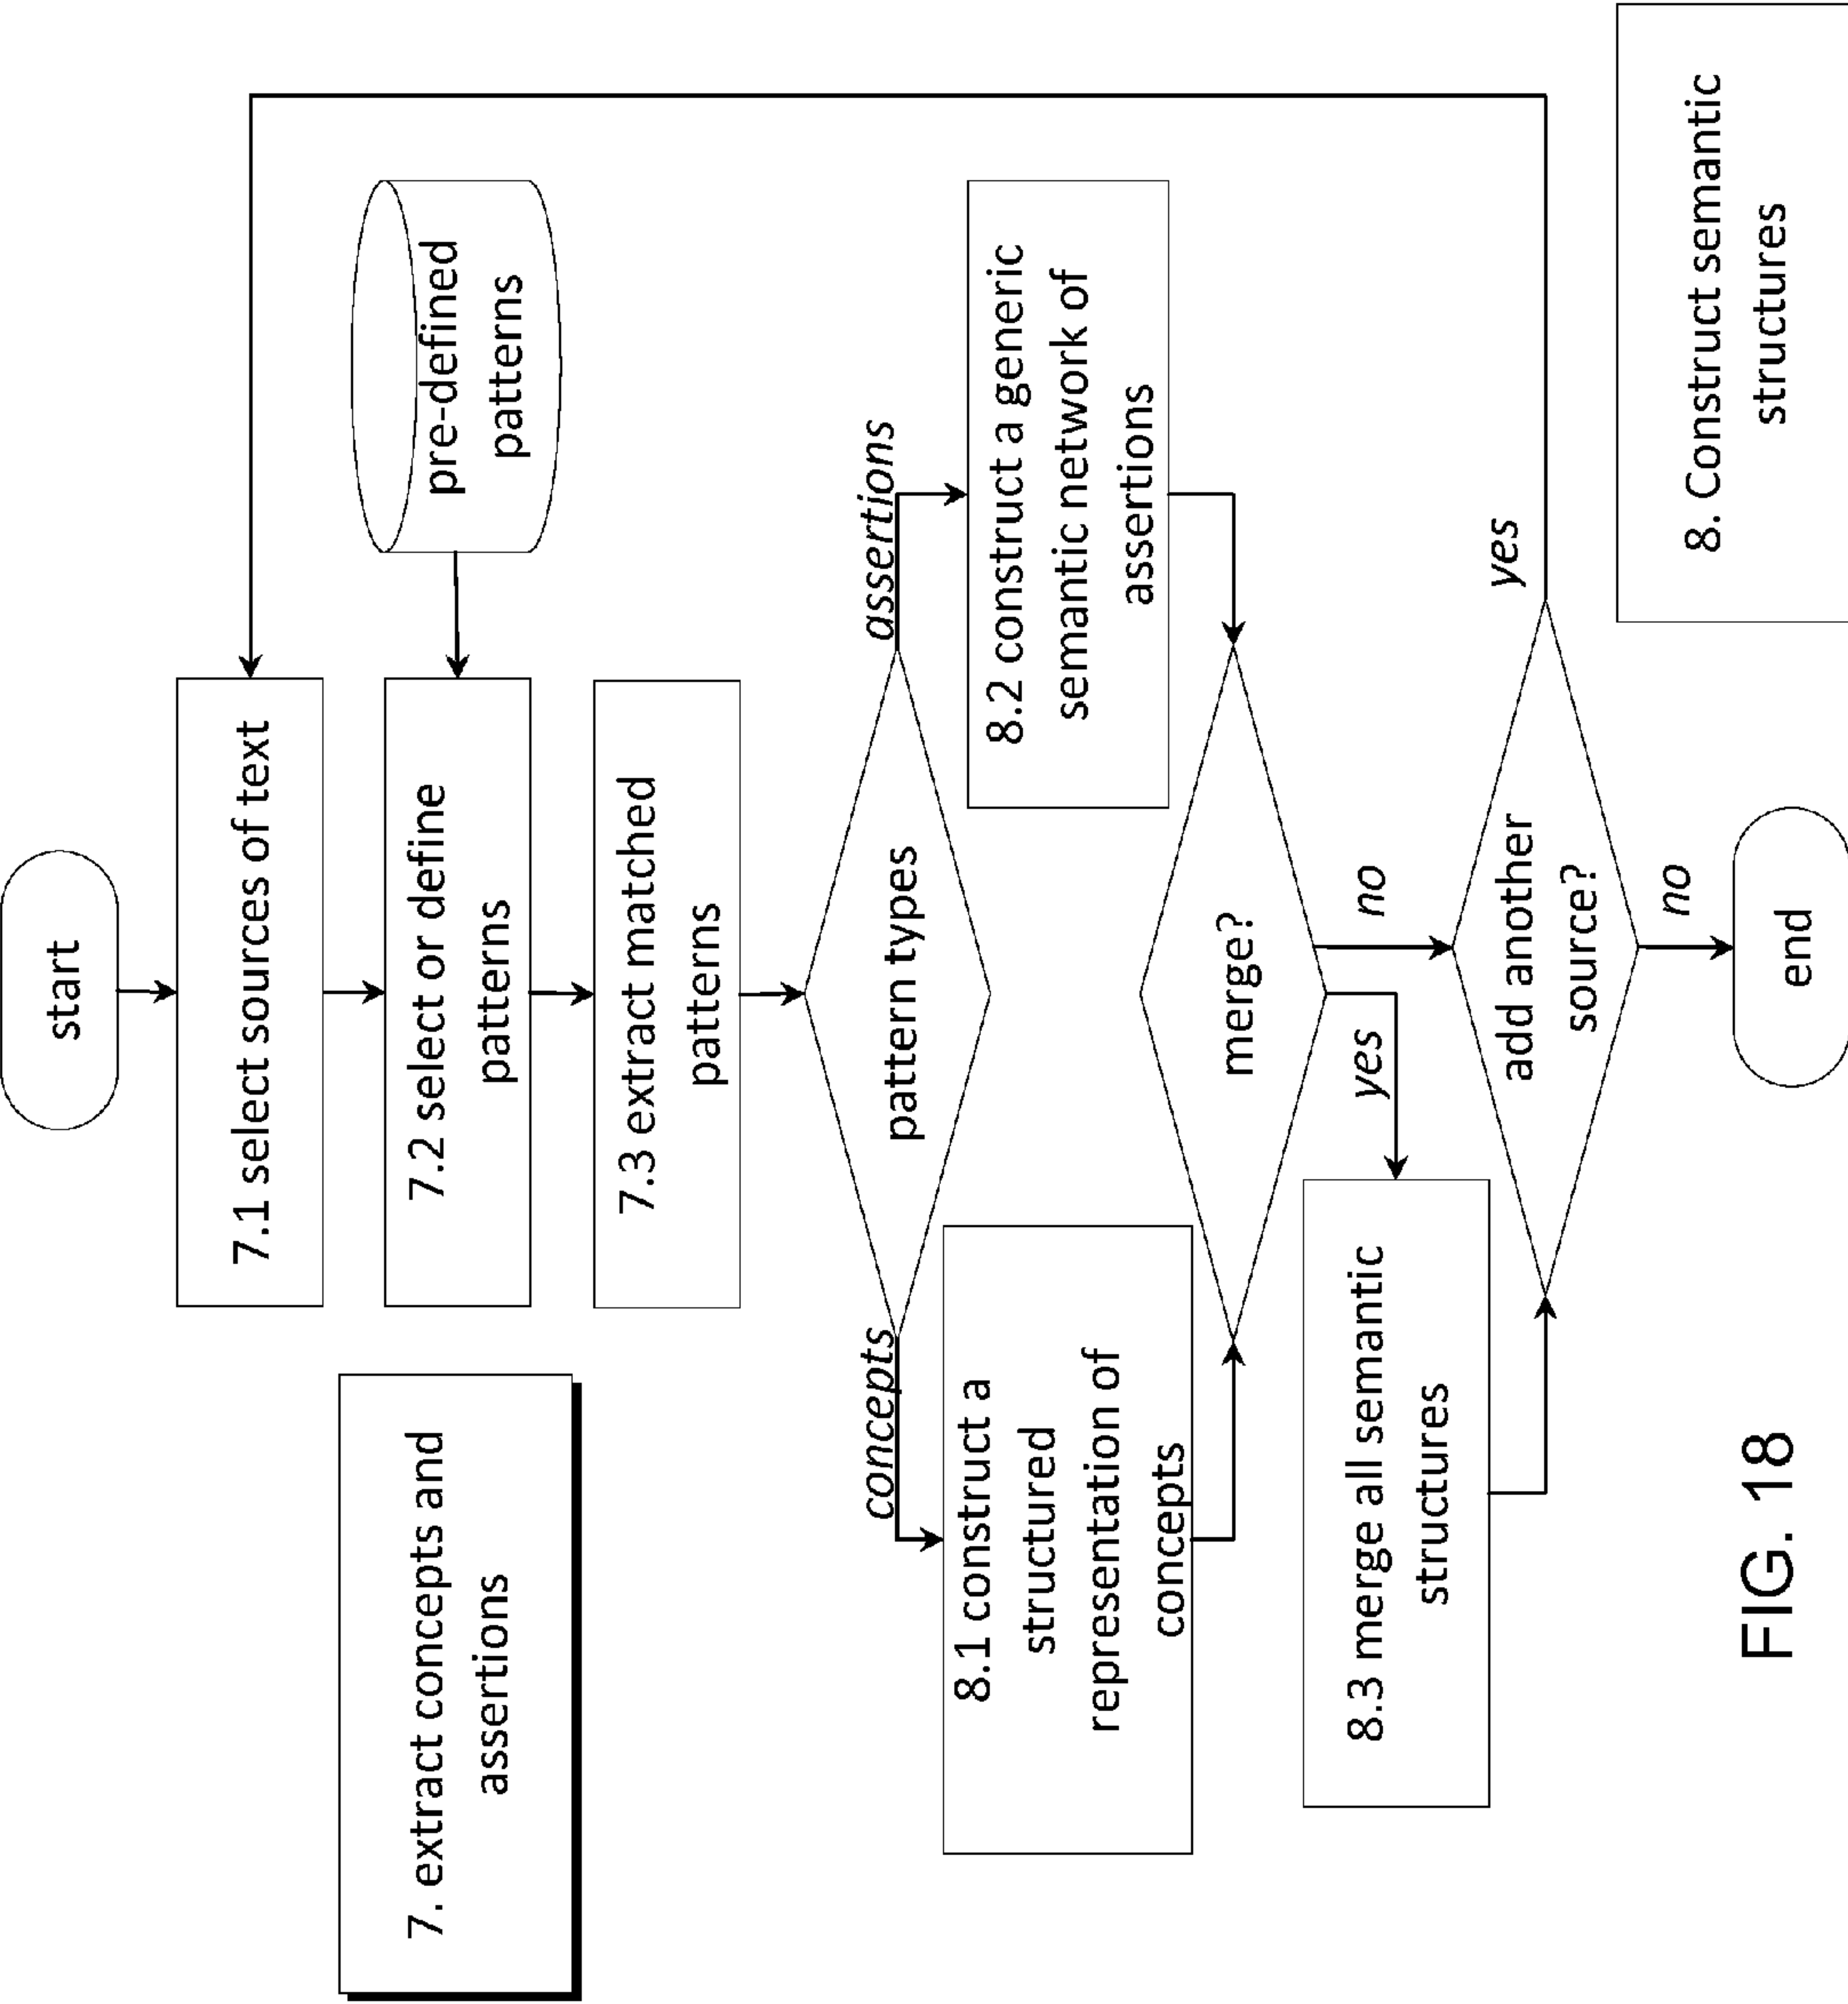 start
7.1 select sources of text
7. extract concepts and
assertions
7.2 select or define
patterns
pre-defined
patterns
7.3 extract matched
patterns
concepts
pattern types
assertions
8.1 construct a
structured
representation of
concepts
8.2 construct a generic
semantic network of
assertions
merge?
yes
no
8.3 merge all semantic
structures
add another
source?
yes
no
end
8. Construct semantic
structures
FIG. 18